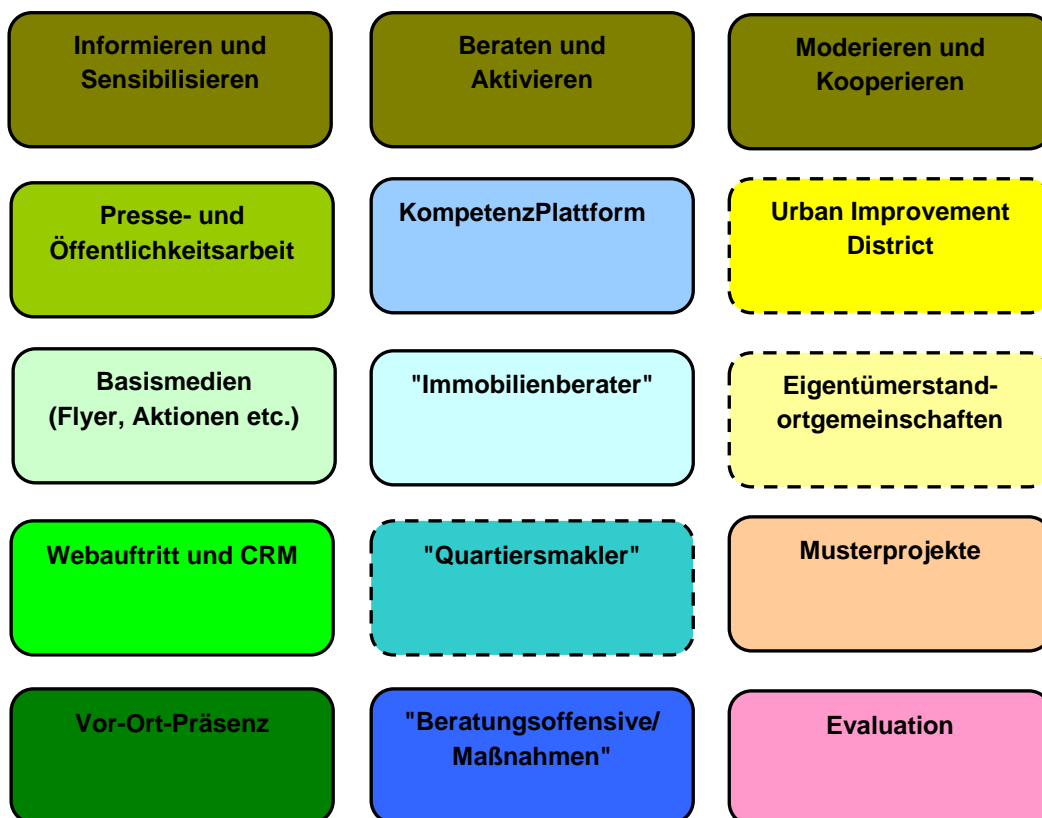 Informieren und
Sensibilisieren
Beraten und
Aktivieren
Moderieren und
Kooperieren
Presse- und
Öffentlichkeitsarbeit
KompetenzPlattform
Urban Improvement
District
Basismedien
(Flyer, Aktionen etc.)
"Immobilienberater"
Eigentümerstand-
ortgemeinschaften
Webauftritt und CRM
"Quartiersmakler"
Musterprojekte
Vor-Ort-Präsenz
"Beratungsoffensive/
Maßnahmen"
Evaluation